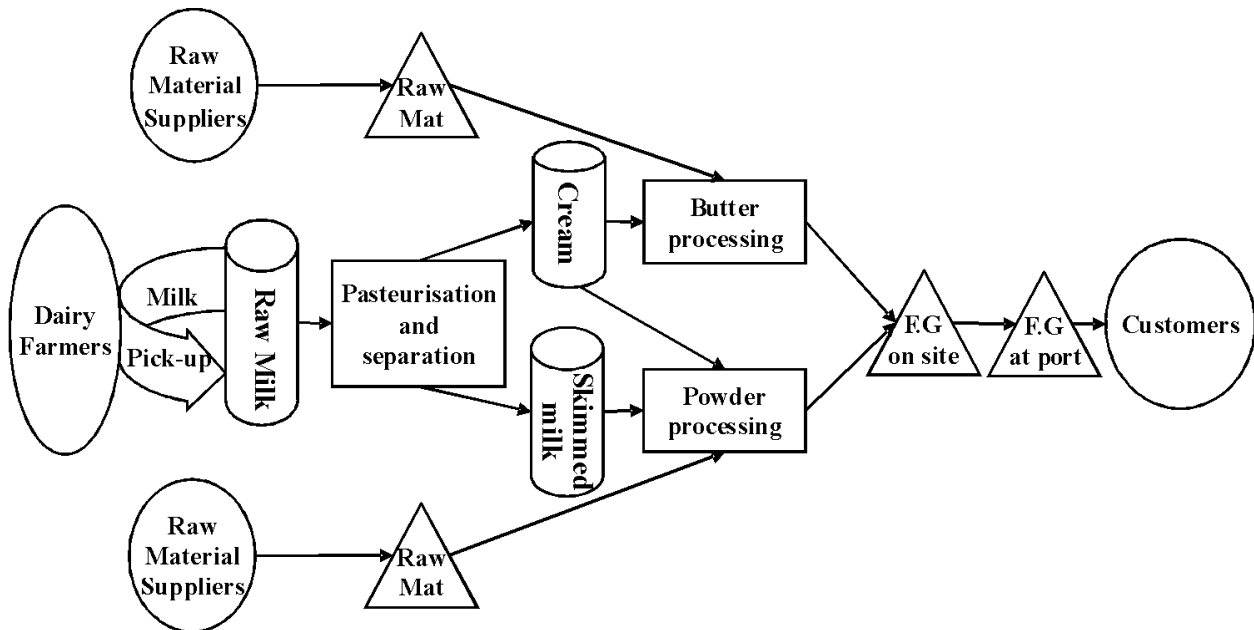 Raw
Material
Suppliers
Raw
Mat
Cream
Butter
processing
Dairy
Farmers
Milk
Pick-up
Raw Milk
Pasteurisation
and
separation
Skimmed
milk
Powder
processing
F.G
on site
F.G
at port
Customers
Raw
Material
Suppliers
Raw
Mat